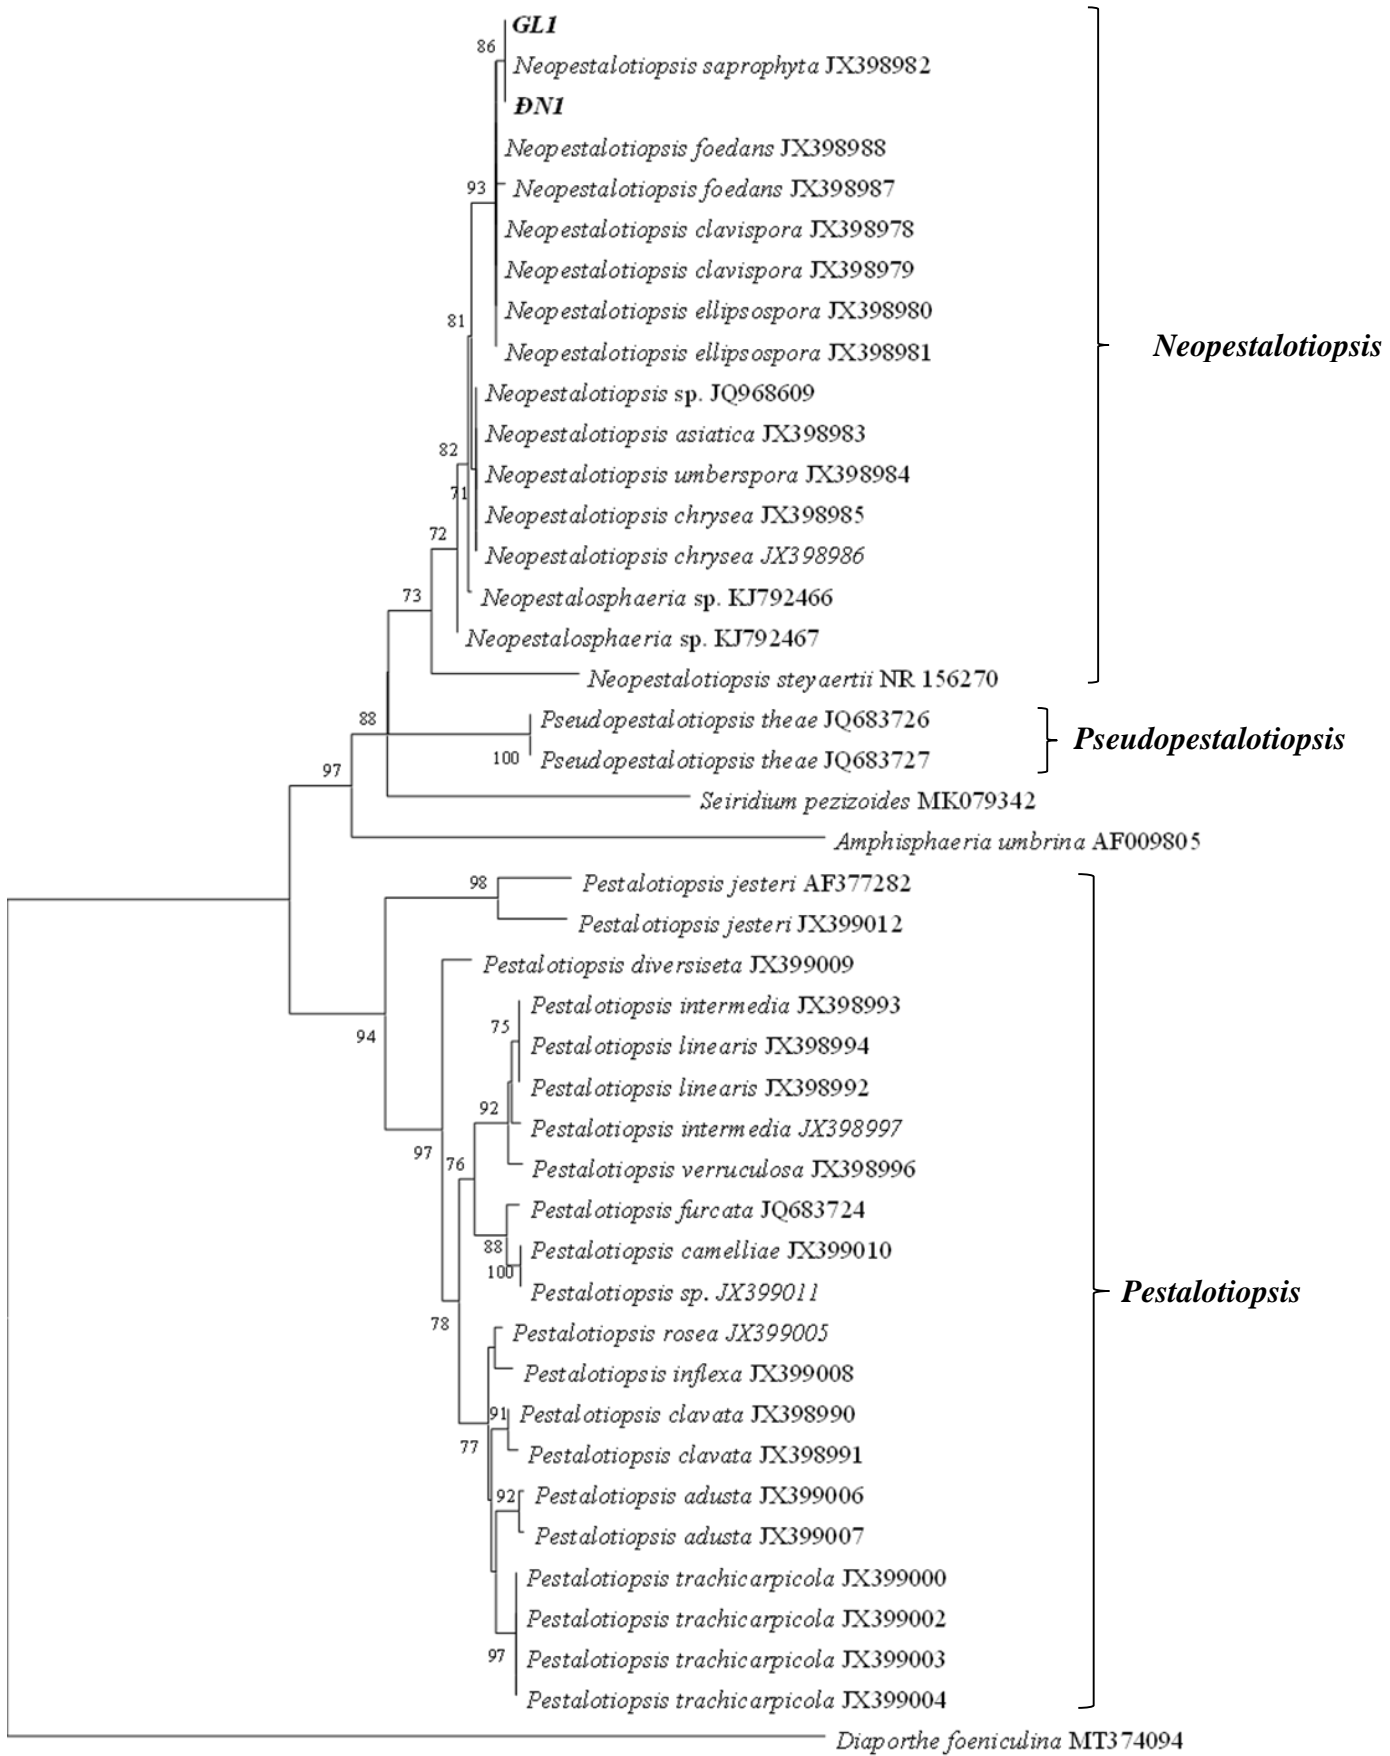 GL1
86
Neopestalotiopsis saprophyta JX398982
ĐN1
Neopestalotiopsis foedans JX398988
93
Neopestalotiopsis foedans JX398987
Neopestalotiopsis clavispora JX398978
Neopestalotiopsis clavispora JX398979
Neopestalotiopsis ellipsospora JX398980
81
Neopestalotiopsis ellipsospora JX398981
Neopestalotiopsis
Neopestalotiopsis sp. JQ968609
Neopestalotiopsis asiatica JX398983
82
Neopestalotiopsis umberspora JX398984
71
Neopestalotiopsis chrysea JX398985
72
Neopestalotiopsis chrysea JX398986
73
Neopestalosphaeria sp. KJ792466
Neopestalosphaeria sp. KJ792467
Neopestalotiopsis steyaertii NR 156270
88
Pseudopestalotiopsis theae JQ683726
Pseudopestalotiopsis
100
Pseudopestalotiopsis theae JQ683727
97
Seiridium pezizoides MK079342
Amphisphaeria umbrina AF009805
98
Pestalotiopsis jesteri AF377282
Pestalotiopsis jesteri JX399012
Pestalotiopsis diversiseta JX399009
Pestalotiopsis intermedia JX398993
75
94
Pestalotiopsis linearis JX398994
Pestalotiopsis linearis JX398992
92
Pestalotiopsis intermedia JX398997
97
76
Pestalotiopsis verruculosa JX398996
Pestalotiopsis furcata JQ683724
88
Pestalotiopsis camelliae JX399010
100
Pestalotiopsis sp. JX399011
Pestalotiopsis
78
Pestalotiopsis rosea JX399005
Pestalotiopsis inflexa JX399008
91
Pestalotiopsis clavata JX398990
77
Pestalotiopsis clavata JX398991
92
Pestalotiopsis adusta JX399006
Pestalotiopsis adusta JX399007
Pestalotiopsis trachicarpicola JX399000
Pestalotiopsis trachicarpicola JX399002
97
Pestalotiopsis trachicarpicola JX399003
Pestalotiopsis trachicarpicola JX399004
Diaporthe foeniculina MT374094